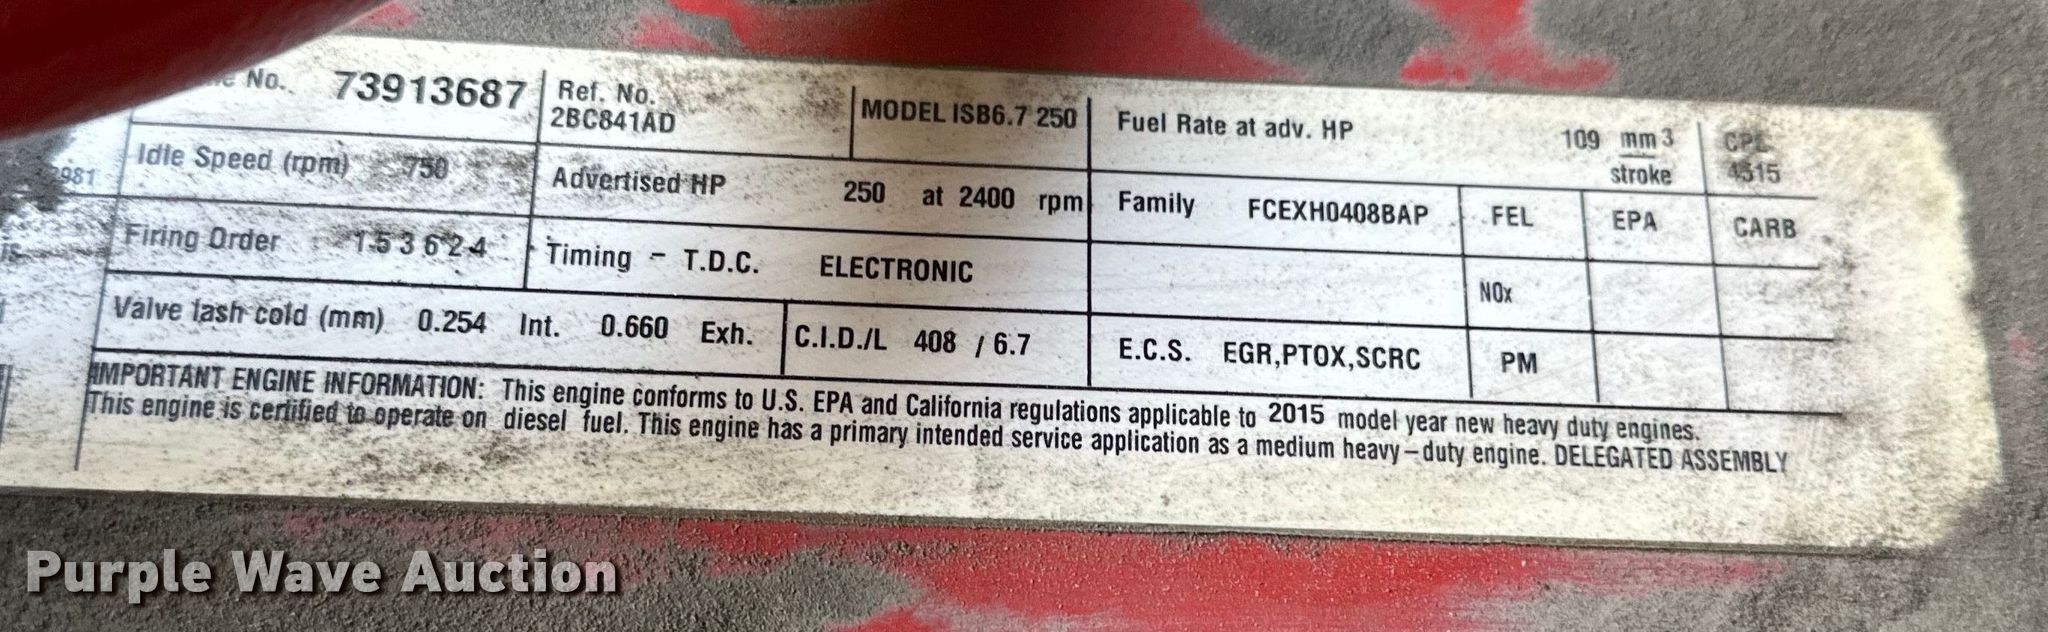 No. 73913687
Ref. No.
2BC841AD
MODEL ISB6.7 250
Fuel Rate at adv. HP 109 mm3
stroke
CPL
4515
2981
Idle Speed (rpm) 750
Advertised HP 250 at 2400 rpm
Family FCEXH0408BAP FEL EPA CARB
Firing Order 1 5 3 6 2 4
Timing - T.D.C. ELECTRONIC
NOx
Valve lash cold (mm) 0.254 Int. 0.660 Exh.
C.I.D./L 408 / 6.7
E.C.S. EGR,PTOX,SCRC PM
IMPORTANT ENGINE INFORMATION: This engine conforms to U.S. EPA and California regulations applicable to 2015 model year new heavy duty engines.
This engine is certified to operate on diesel fuel. This engine has a primary intended service application as a medium heavy-duty engine. DELEGATED ASSEMBLY
Purple Wave Auction